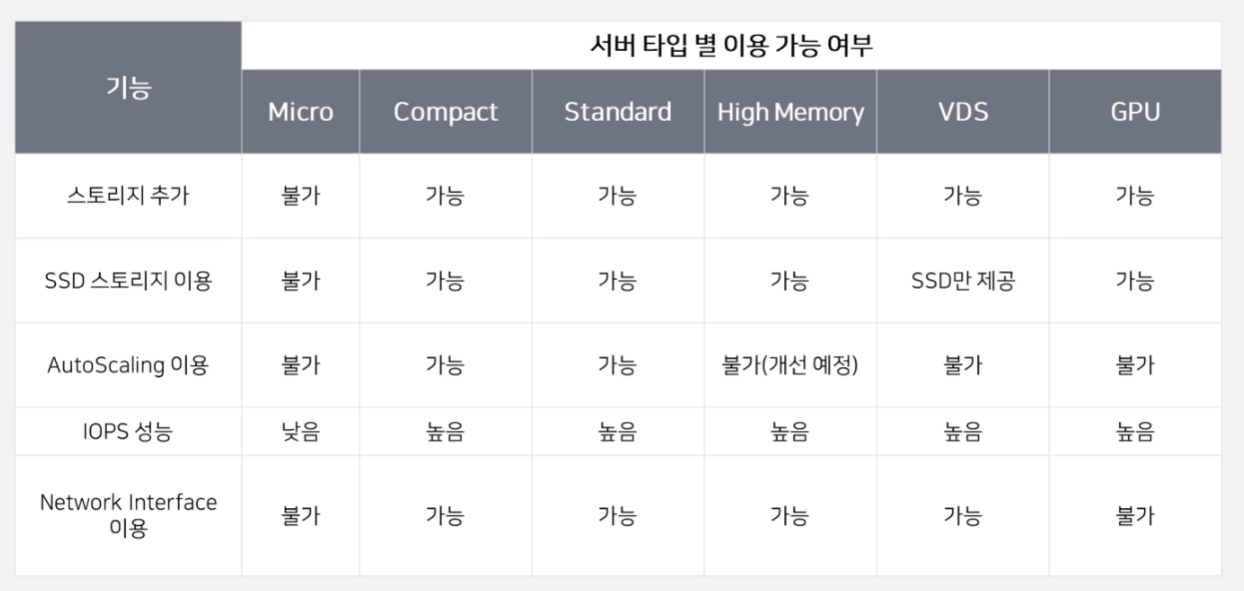 기능
서버 타입 별 이용 가능 여부
Micro Compact Standard High Memory VDS GPU
스토리지 추가 불가 가능 가능 가능 가능 가능
SSD 스토리지 이용 불가 가능 가능 가능 SSD만 제공 가능
AutoScaling 이용 불가 가능 가능 불가(개선 예정) 불가 불가
IOPS 성능 낮음 높음 높음 높음 높음 높음
Network Interface
이용 불가 가능 가능 가능 가능 불가